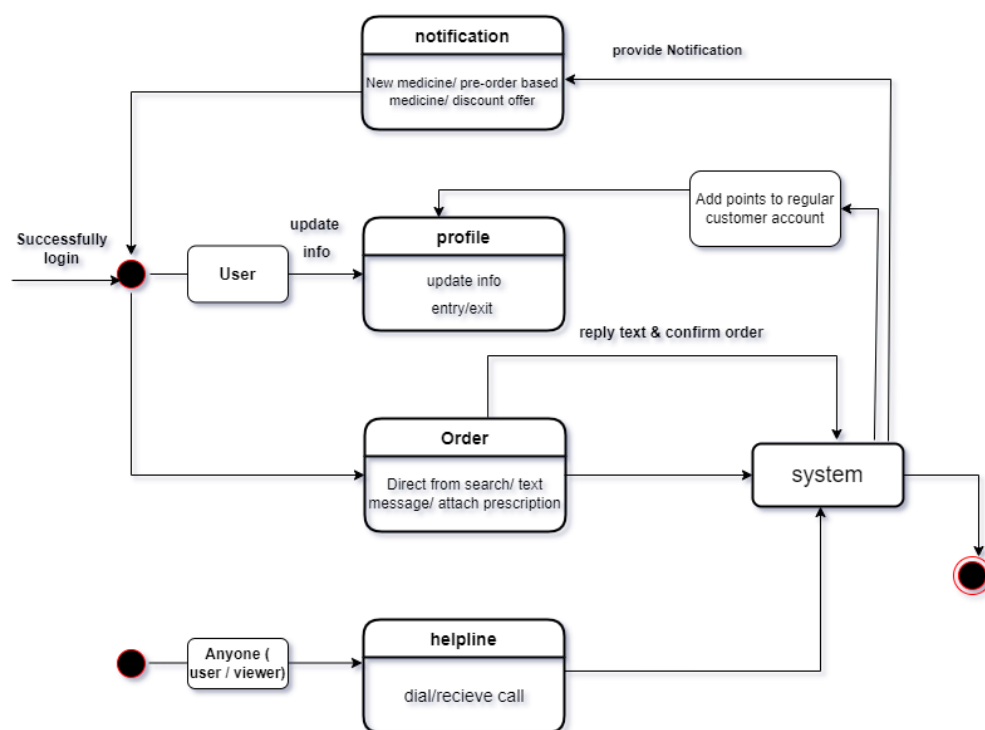 notification
provide Notification
New medicine/ pre-order based
medicine/ discount offer
Add points to regular
customer account
Successfully
login
User
update
info
profile
update info
entry/exit
reply text & confirm order
Order
Direct from search/ text
message/ attach prescription
system
Anyone (
user / viewer)
helpline
dial/recieve call